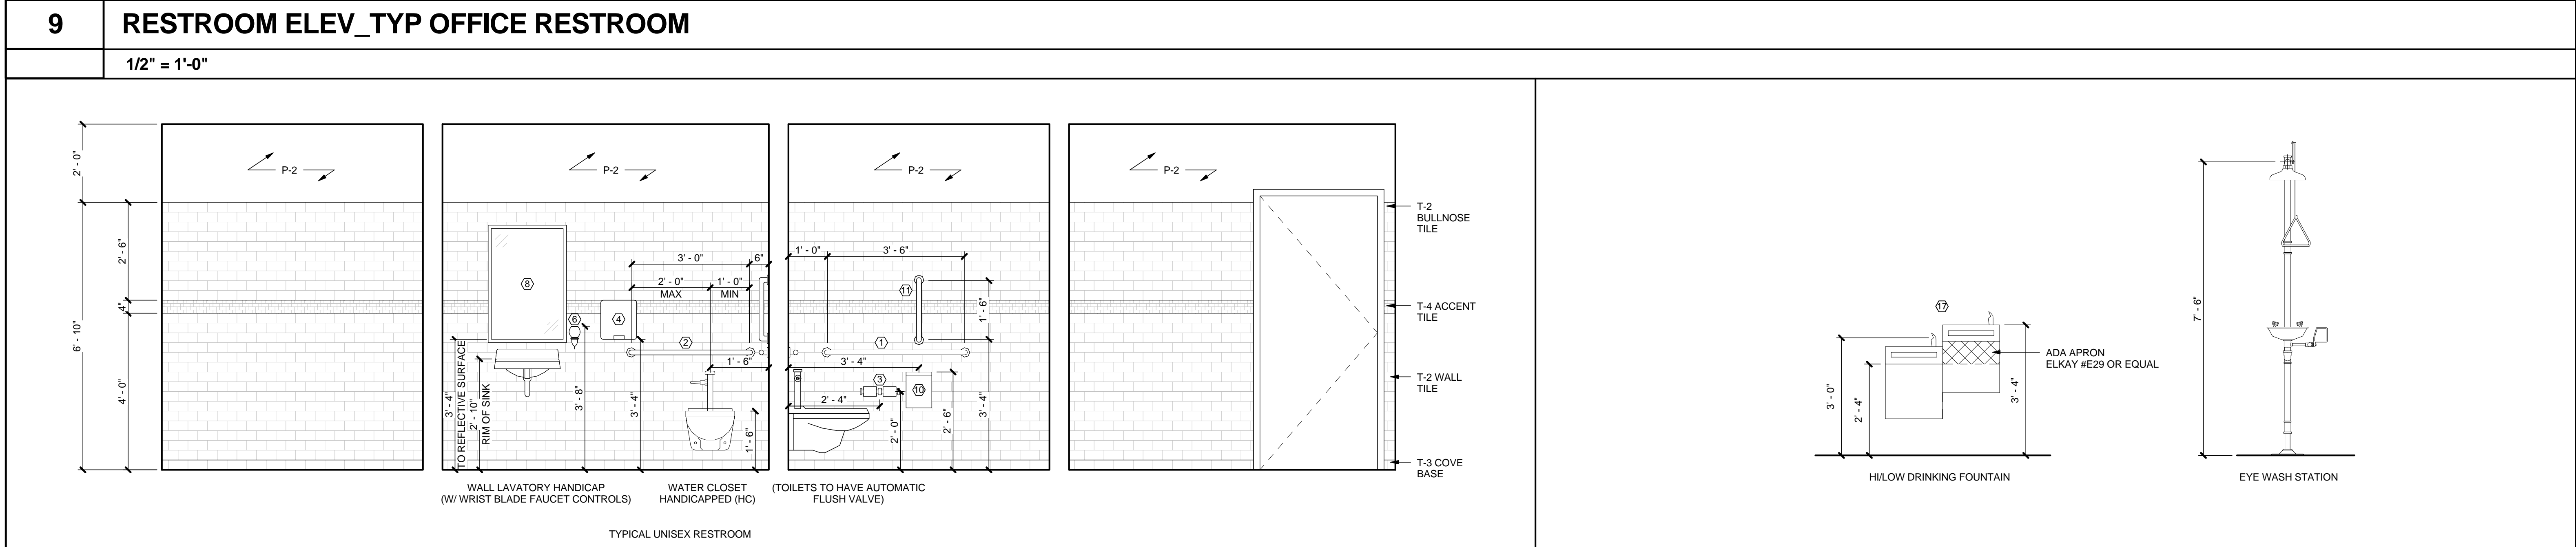 9
RESTROOM ELEV_TYP OFFICE RESTROOM
1/2" = 1'-0"
2' - 0"
6' - 10"
2' - 6"
4"
4' - 0"
P-2
P-2
8
6
4
2
3' - 0"
6"
2' - 0"
MAX
1' - 0"
MIN
1' - 6"
3' - 4"
TO REFLECTIVE SURFACE
2' - 10"
RIM OF SINK
3' - 8"
3' - 4"
1' - 6"
WALL LAVATORY HANDICAP
(W/ WRIST BLADE FAUCET CONTROLS)
WATER CLOSET
HANDICAPPED (HC)
P-2
1' - 0"
3' - 6"
11
1' - 6"
1
3' - 4"
3
10
2' - 4"
2' - 0"
2' - 6"
3' - 4"
(TOILETS TO HAVE AUTOMATIC
FLUSH VALVE)
P-2
T-2
BULLNOSE
TILE
T-4 ACCENT
TILE
T-2 WALL
TILE
T-3 COVE
BASE
TYPICAL UNISEX RESTROOM
17
3' - 0"
2' - 4"
3' - 4"
ADA APRON
ELKAY #E29 OR EQUAL
HI/LOW DRINKING FOUNTAIN
7' - 6"
EYE WASH STATION